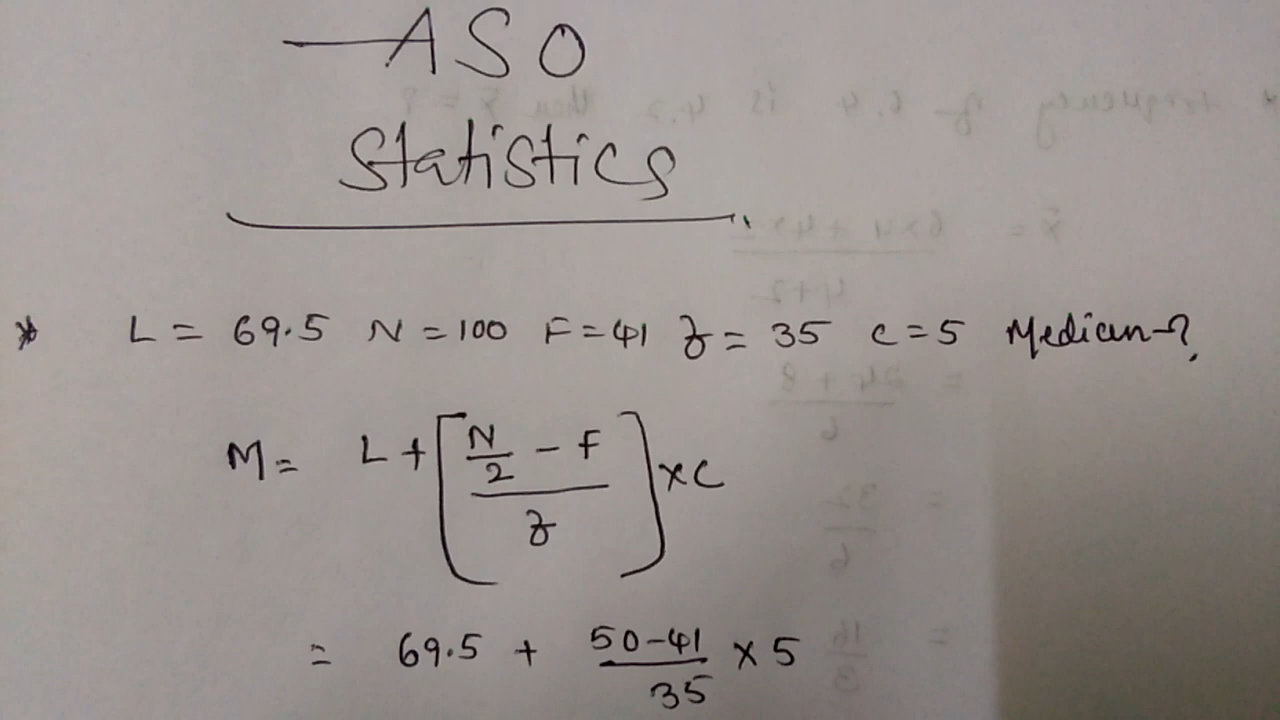 ASO
Statistics
* L = 69.5 N = 100 F = 41 f = 35 c = 5 Median - ?
M = L + [ N/2 - F / f ] × C
= 69.5 + 50-41 / 35 × 5